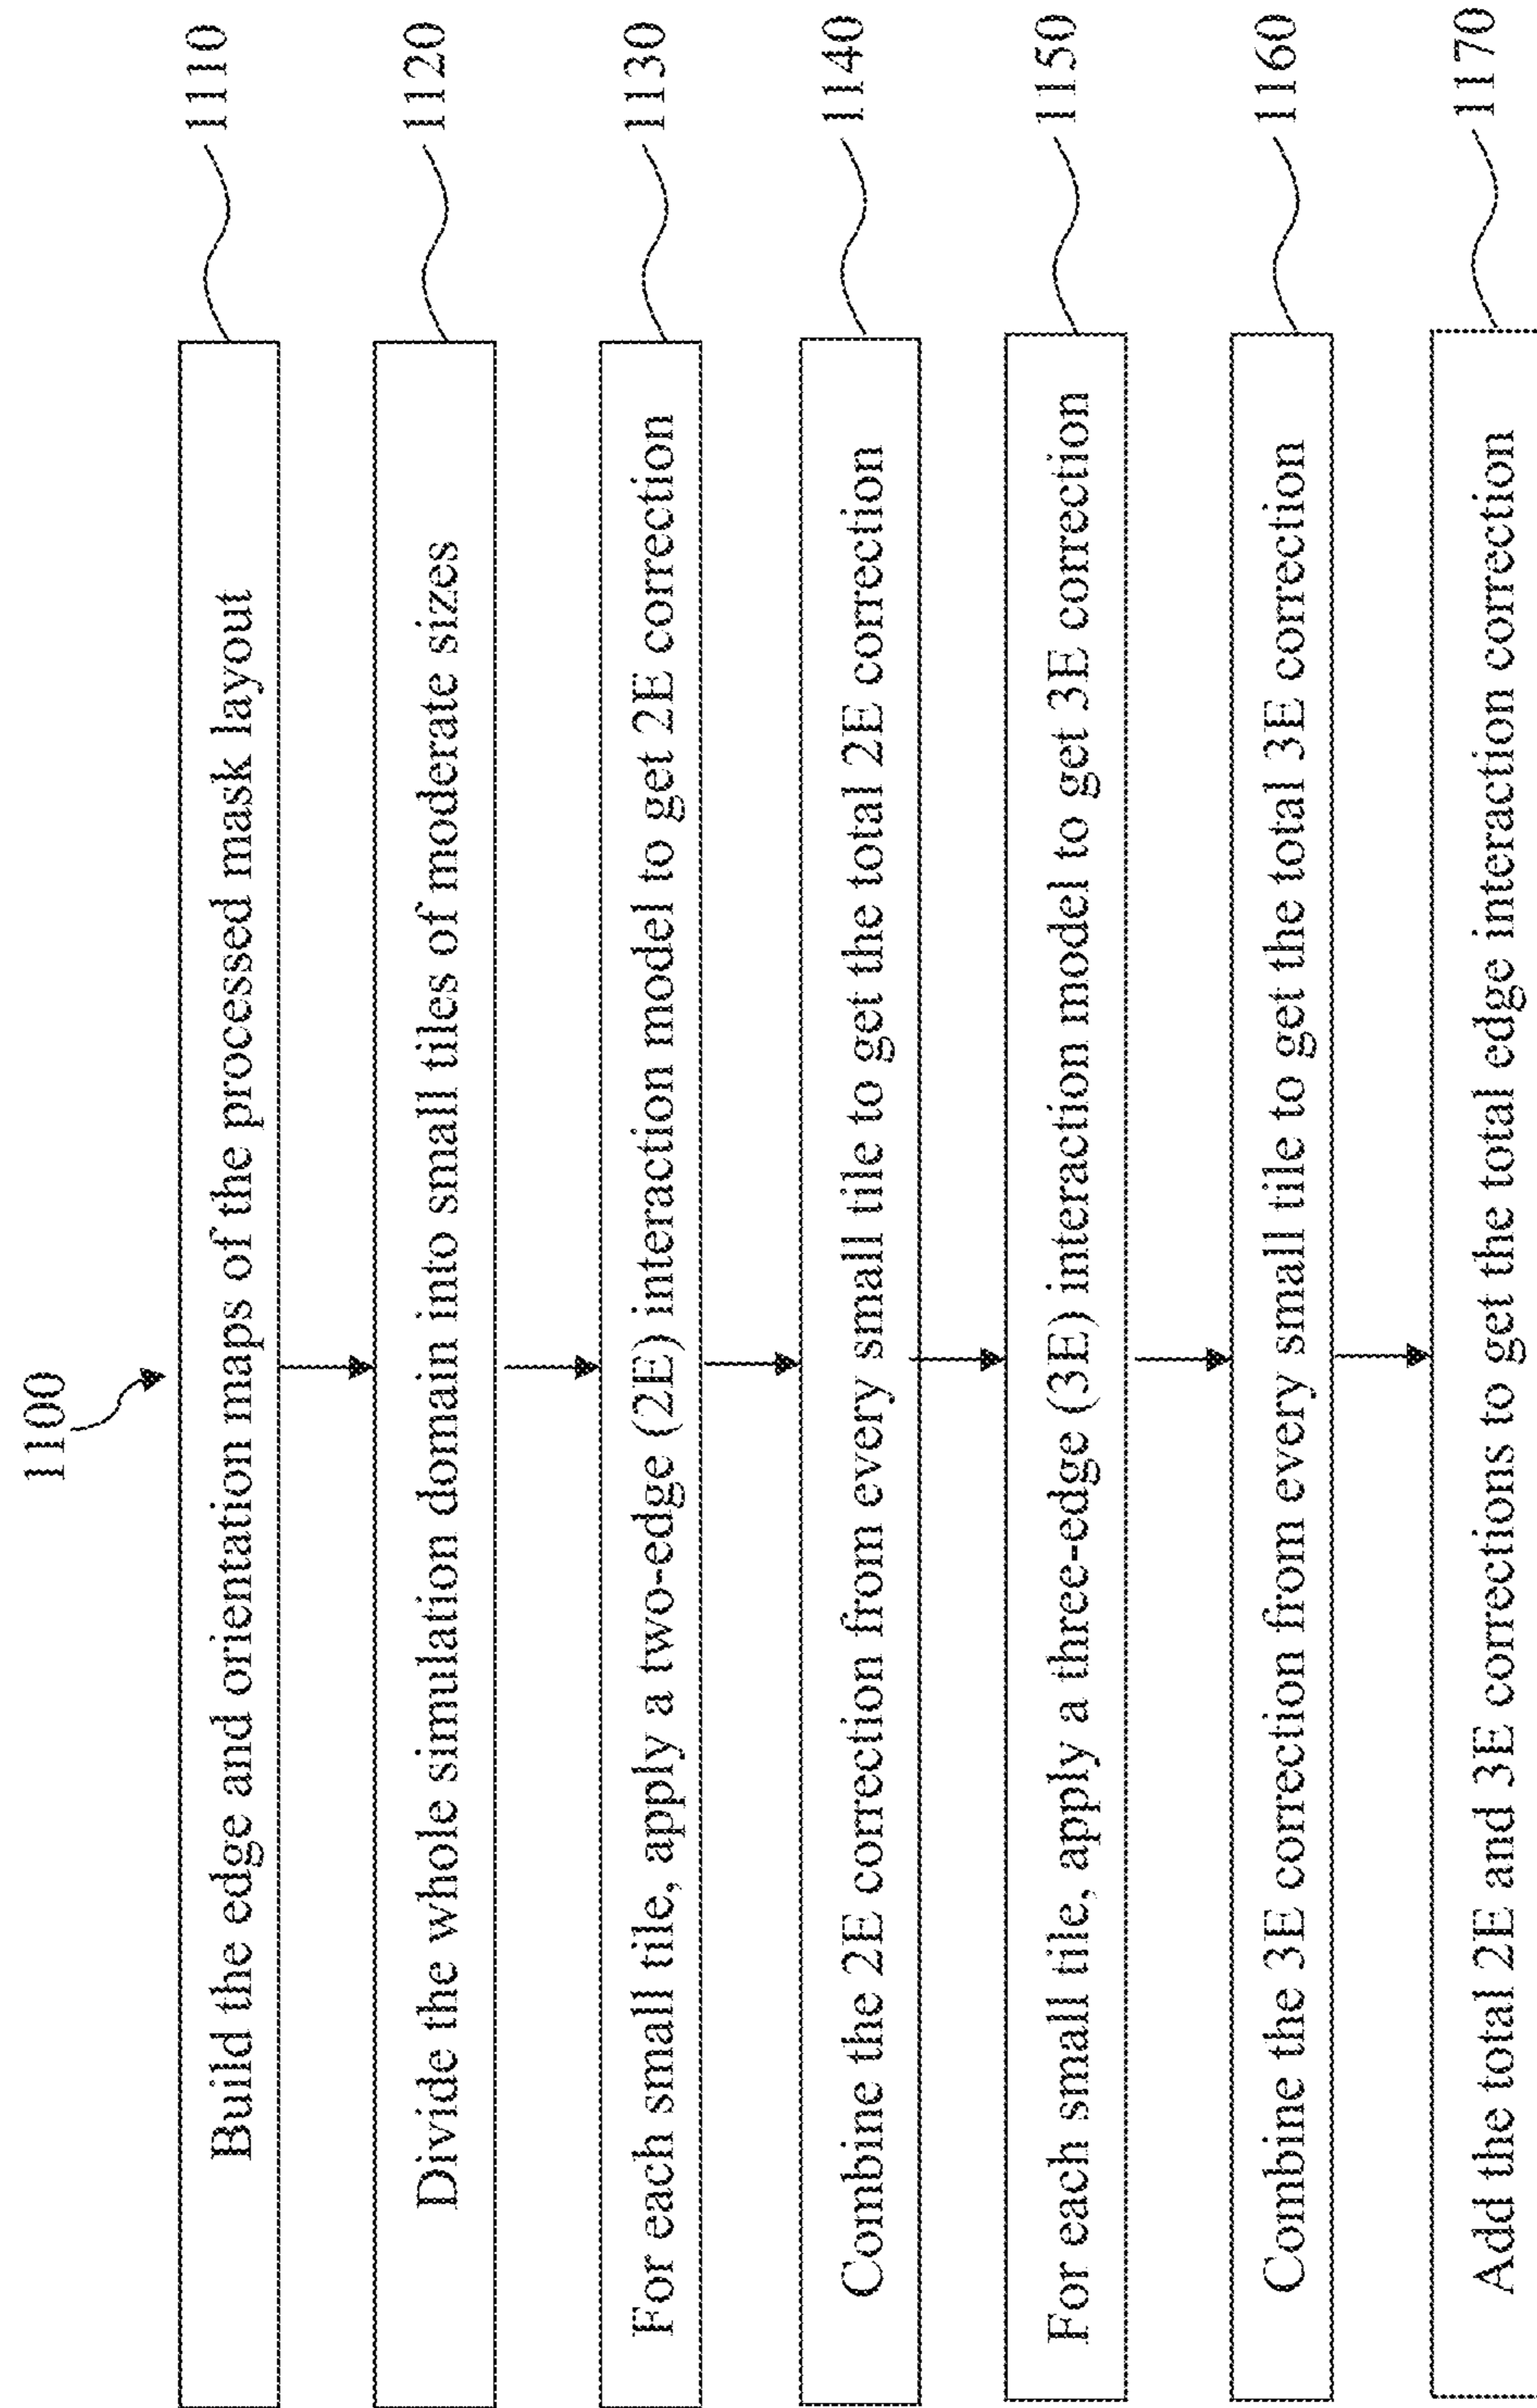 1100
Build the edge and orientation maps of the processed mask layout
1110
Divide the whole simulation domain into small tiles of moderate sizes
1120
For each small tile, apply a two-edge (2E) interaction model to get 2E correction
1130
Combine the 2E correction from every small tile to get the total 2E correction
1140
For each small tile, apply a three-edge (3E) interaction model to get 3E correction
1150
Combine the 3E correction from every small tile to get the total 3E correction
1160
Add the total 2E and 3E corrections to get the total edge interaction correction
1170